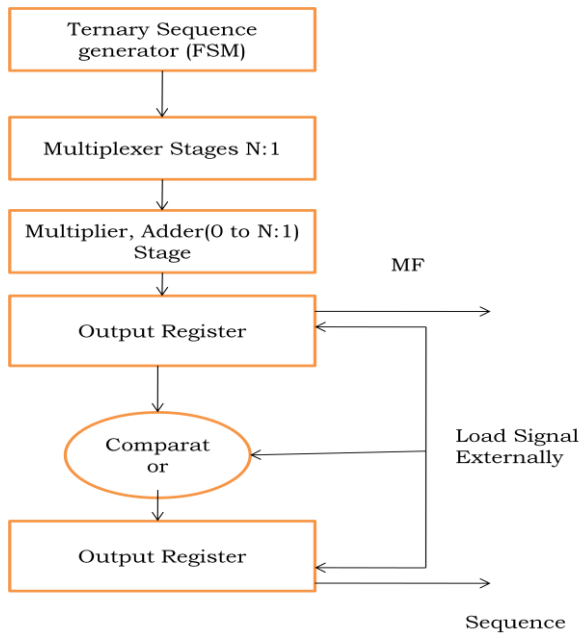 Ternary Sequence
generator (FSM)
Multiplexer Stages N:1
Multiplier, Adder(0 to N:1)
Stage
MF
Output Register
Comparat
or
Load Signal
Externally
Output Register
Sequence